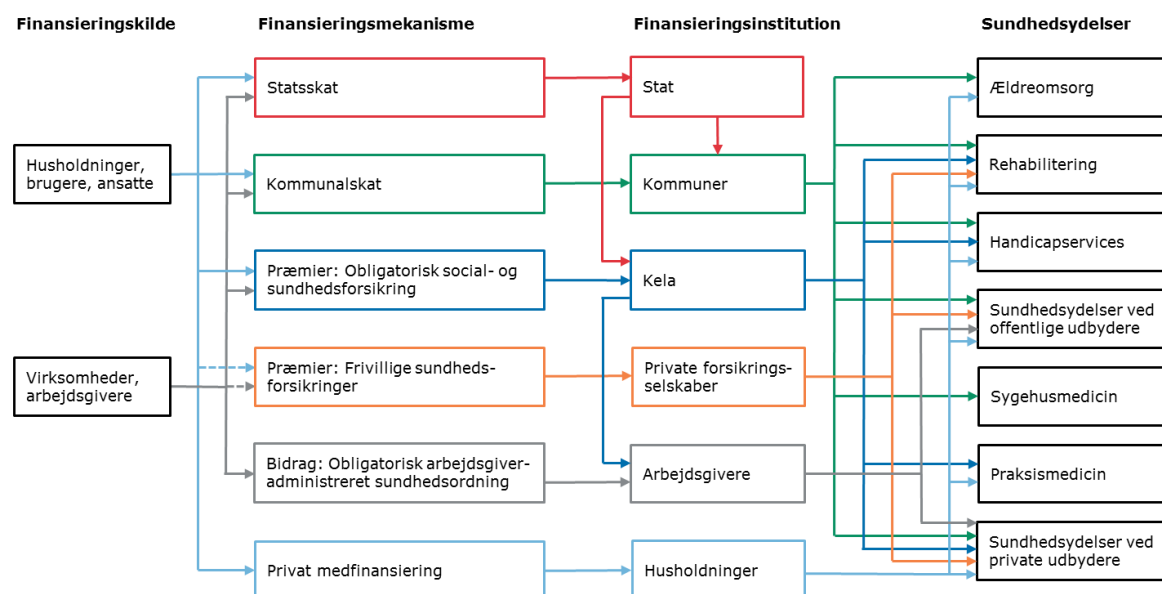 Finansieringskilde
Finansieringsmekanisme
Finansieringsinstitution
Sundhedsydelser
Husholdninger,
brugere, ansatte
Virksomheder,
arbejdsgivere
Statsskat
Kommunalskat
Præmier: Obligatorisk social- og
sundhedsforsikring
Præmier: Frivillige sundheds-
forsikringer
Bidrag: Obligatorisk arbejdsgiver-
administreret sundhedsordning
Privat medfinansiering
Stat
Kommuner
Kela
Private forsikrings-
selskaber
Arbejdsgivere
Husholdninger
Ældreomsorg
Rehabilitering
Handicapservices
Sundhedsydelser ved
offentlige udbydere
Sygehusmedicin
Praksismedicin
Sundhedsydelser ved
private udbydere